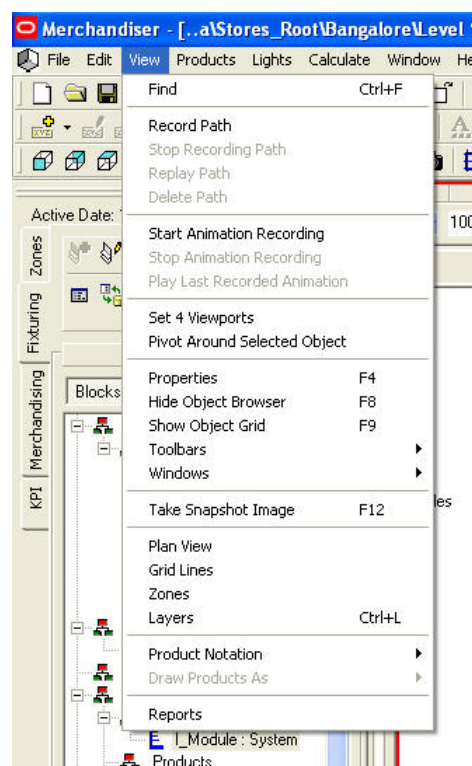 Merchandiser - [..a\Stores_Root\Bangalore\Level
File Edit View Products Lights Calculate Window
Find Ctrl+F
Record Path
Stop Recording Path
Replay Path
Delete Path
Active Date:
100
Start Animation Recording
Stop Animation Recording
Play Last Recorded Animation
Zones
Fixturing
Merchandising
KPI
Set 4 Viewports
Pivot Around Selected Object
Blocks
Properties F4
Hide Object Browser F8
Show Object Grid F9
Toolbars
Windows
Take Snapshot Image F12
Plan View
Grid Lines
Zones
Layers Ctrl+L
Product Notation
Draw Products As
Reports
I_Module : System
Products